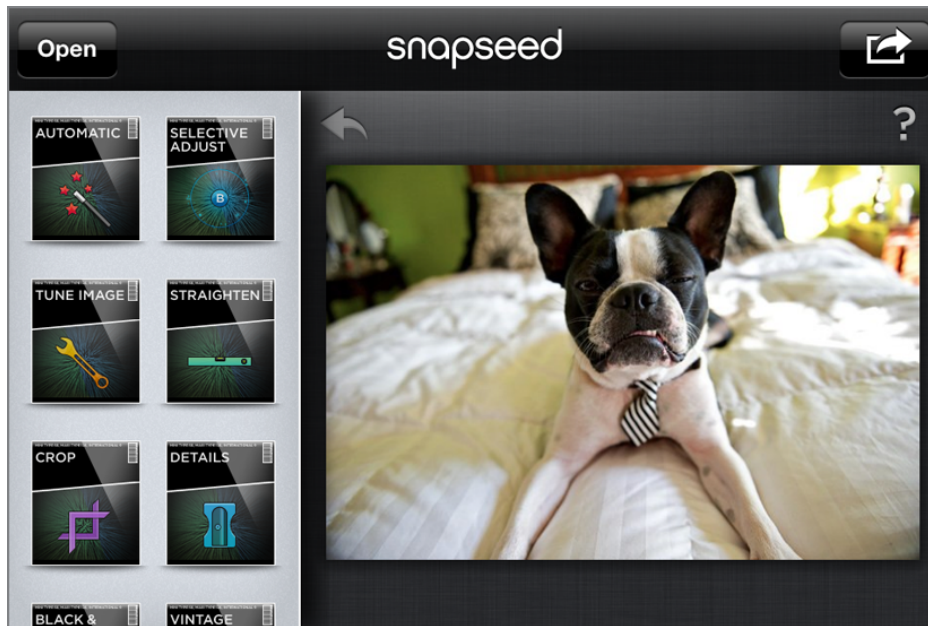 Open
snapseed
AUTOMATIC
SELECTIVE
ADJUST
B
?
TUNE IMAGE
STRAIGHTEN
CROP
DETAILS
BLACK &
VINTAGE